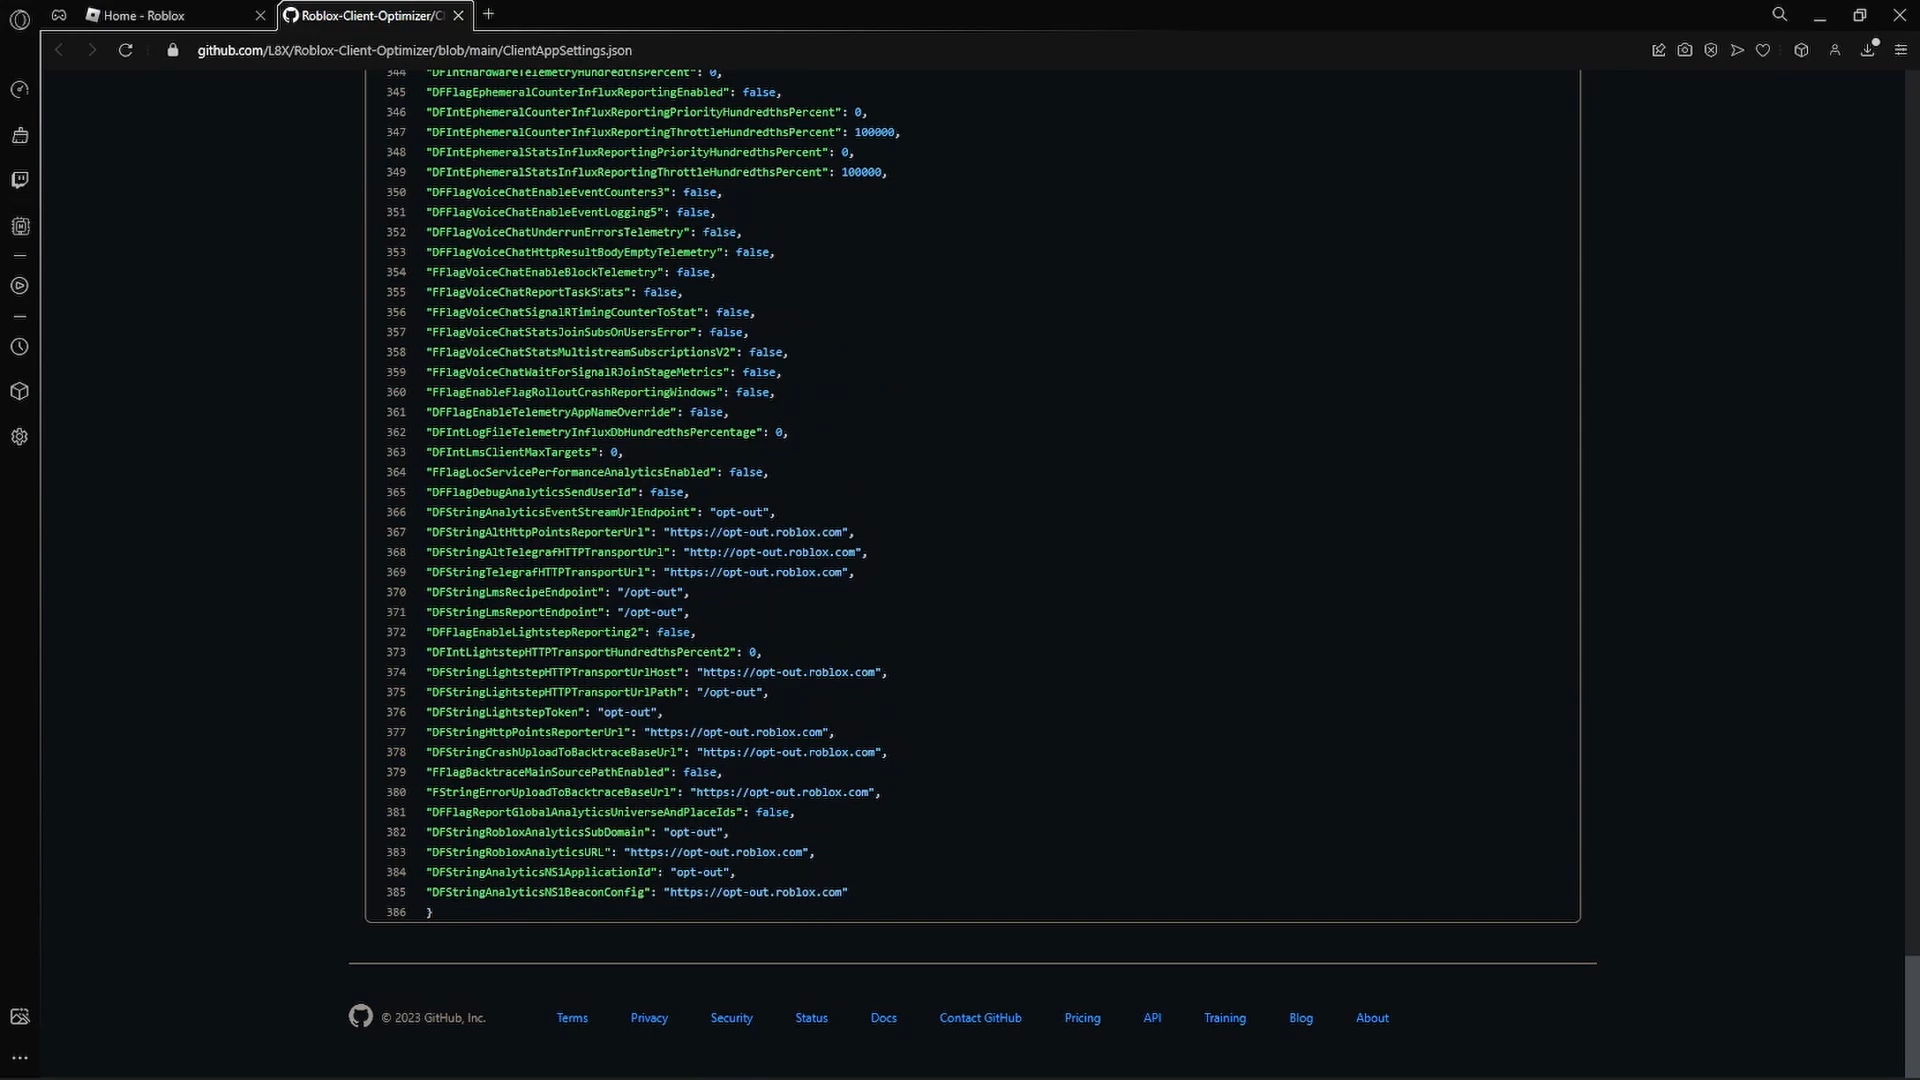 Home - Roblox
Roblox-Client-Optimizer/C
github.com/L8X/Roblox-Client-Optimizer/blob/main/ClientAppSettings.json
344 "DFIntHardwareTelemetryHundredthsPercent": 0,
345 "DFFlagEphemeralCounterInfluxReportingEnabled": false,
346 "DFIntEphemeralCounterInfluxReportingPriorityHundredthsPercent": 0,
347 "DFIntEphemeralCounterInfluxReportingThrottleHundredthsPercent": 100000,
348 "DFIntEphemeralStatsInfluxReportingPriorityHundredthsPercent": 0,
349 "DFIntEphemeralStatsInfluxReportingThrottleHundredthsPercent": 100000,
350 "DFFlagVoiceChatEnableEventCounters3": false,
351 "DFFlagVoiceChatEnableEventLogging5": false,
352 "DFFlagVoiceChatUnderrunErrorsTelemetry": false,
353 "DFFlagVoiceChatHttpResultBodyEmptyTelemetry": false,
354 "FFlagVoiceChatEnableBlockTelemetry": false,
355 "FFlagVoiceChatReportTaskStats": false,
356 "FFlagVoiceChatSignalRTimingCounterToStat": false,
357 "FFlagVoiceChatStatsJoinSubsOnUsersError": false,
358 "FFlagVoiceChatStatsMultistreamSubscriptionsV2": false,
359 "FFlagVoiceChatWaitForSignalRJoinStageMetrics": false,
360 "FFlagEnableFlagRolloutCrashReportingWindows": false,
361 "DFFlagEnableTelemetryAppNameOverride": false,
362 "DFIntLogFileTelemetryInfluxDbHundredthsPercentage": 0,
363 "DFIntLmsClientMaxTargets": 0,
364 "FFlagLocServicePerformanceAnalyticsEnabled": false,
365 "DFFlagDebugAnalyticsSendUserId": false,
366 "DFStringAnalyticsEventStreamUrlEndpoint": "opt-out",
367 "DFStringAltHttpPointsReporterUrl": "https://opt-out.roblox.com",
368 "DFStringAltTelegrafHTTPTransportUrl": "http://opt-out.roblox.com",
369 "DFStringTelegrafHTTPTransportUrl": "https://opt-out.roblox.com",
370 "DFStringLmsRecipeEndpoint": "/opt-out",
371 "DFStringLmsReportEndpoint": "/opt-out",
372 "DFFlagEnableLightstepReporting2": false,
373 "DFIntLightstepHTTPTransportHundredthsPercent2": 0,
374 "DFStringLightstepHTTPTransportUrlHost": "https://opt-out.roblox.com",
375 "DFStringLightstepHTTPTransportUrlPath": "/opt-out",
376 "DFStringLightstepToken": "opt-out",
377 "DFStringHttpPointsReporterUrl": "https://opt-out.roblox.com",
378 "DFStringCrashUploadToBacktraceBaseUrl": "https://opt-out.roblox.com",
379 "FFlagBacktraceMainSourcePathEnabled": false,
380 "FStringErrorUploadToBacktraceBaseUrl": "https://opt-out.roblox.com",
381 "DFFlagReportGlobalAnalyticsUniverseAndPlaceIds": false,
382 "DFStringRobloxAnalyticsSubDomain": "opt-out",
383 "DFStringRobloxAnalyticsURL": "https://opt-out.roblox.com",
384 "DFStringAnalyticsNS1ApplicationId": "opt-out",
385 "DFStringAnalyticsNS1BeaconConfig": "https://opt-out.roblox.com"
386 }
© 2023 GitHub, Inc. Terms Privacy Security Status Docs Contact GitHub Pricing API Training Blog About